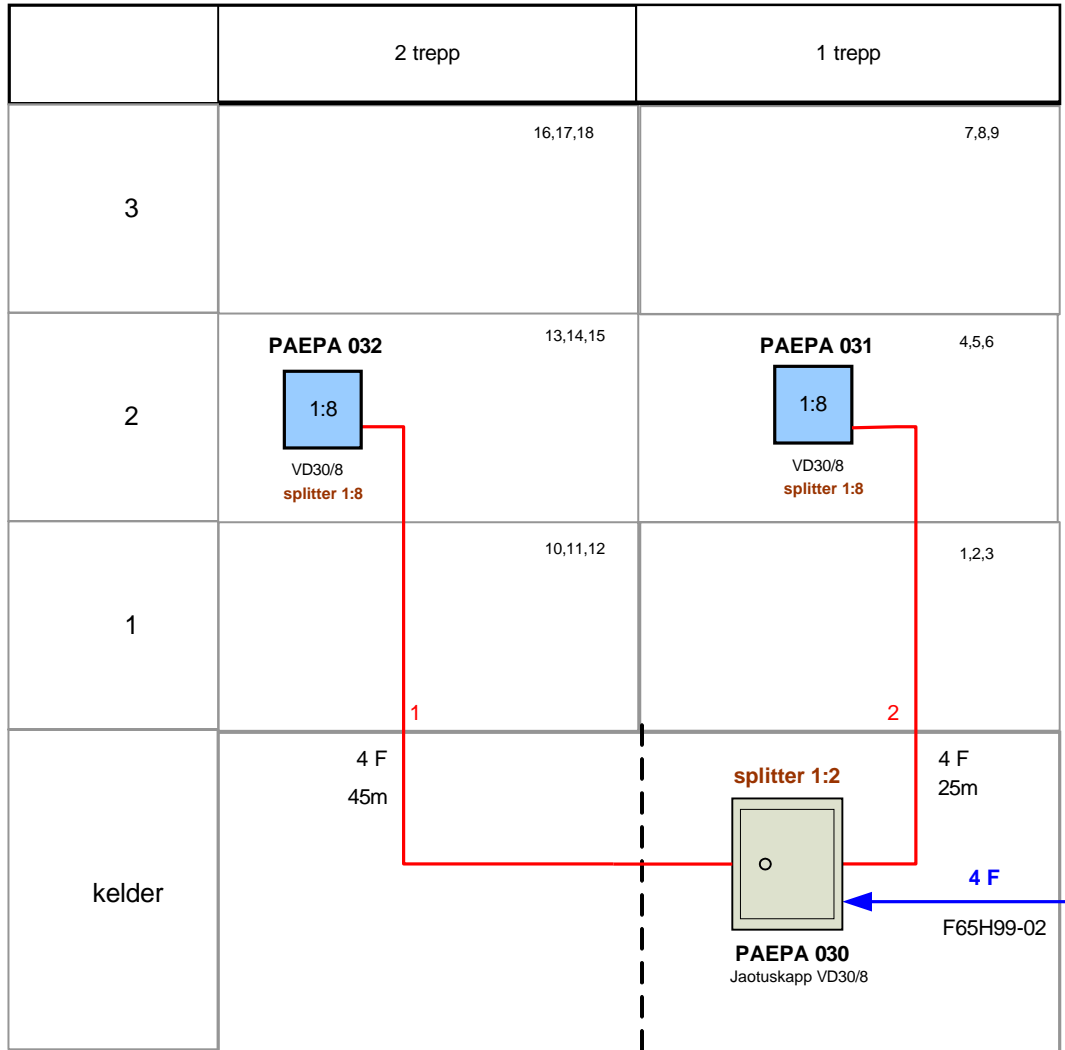 2 trepp
1 trepp
3
16,17,18
7,8,9
2
PAEPA 032
13,14,15
1:8
VD30/8
splitter 1:8
PAEPA 031
4,5,6
1:8
VD30/8
splitter 1:8
1
10,11,12
1,2,3
1
2
kelder
4 F
45m
splitter 1:2
4 F
25m
PAEPA 030
Jaotuskapp VD30/8
4 F
F65H99-02